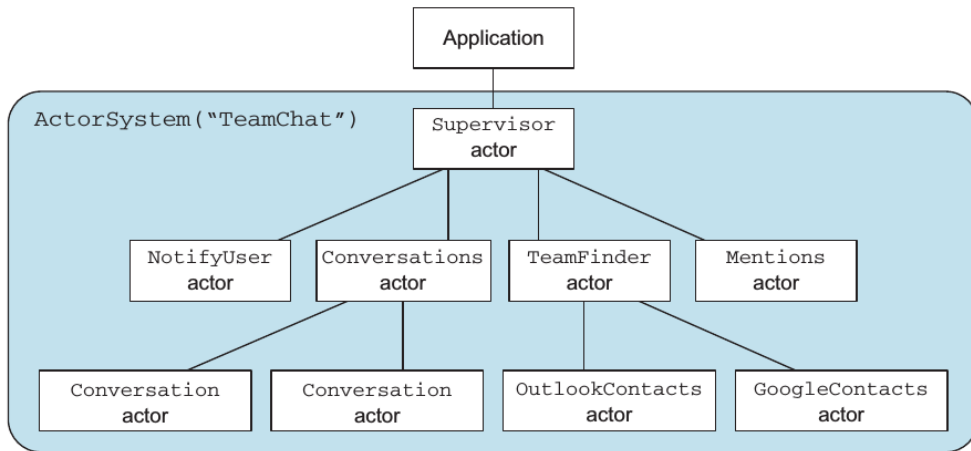 Application
ActorSystem(“TeamChat”)
Supervisor
actor
NotifyUser
actor
Conversations
actor
TeamFinder
actor
Mentions
actor
Conversation
actor
Conversation
actor
OutlookContacts
actor
GoogleContacts
actor